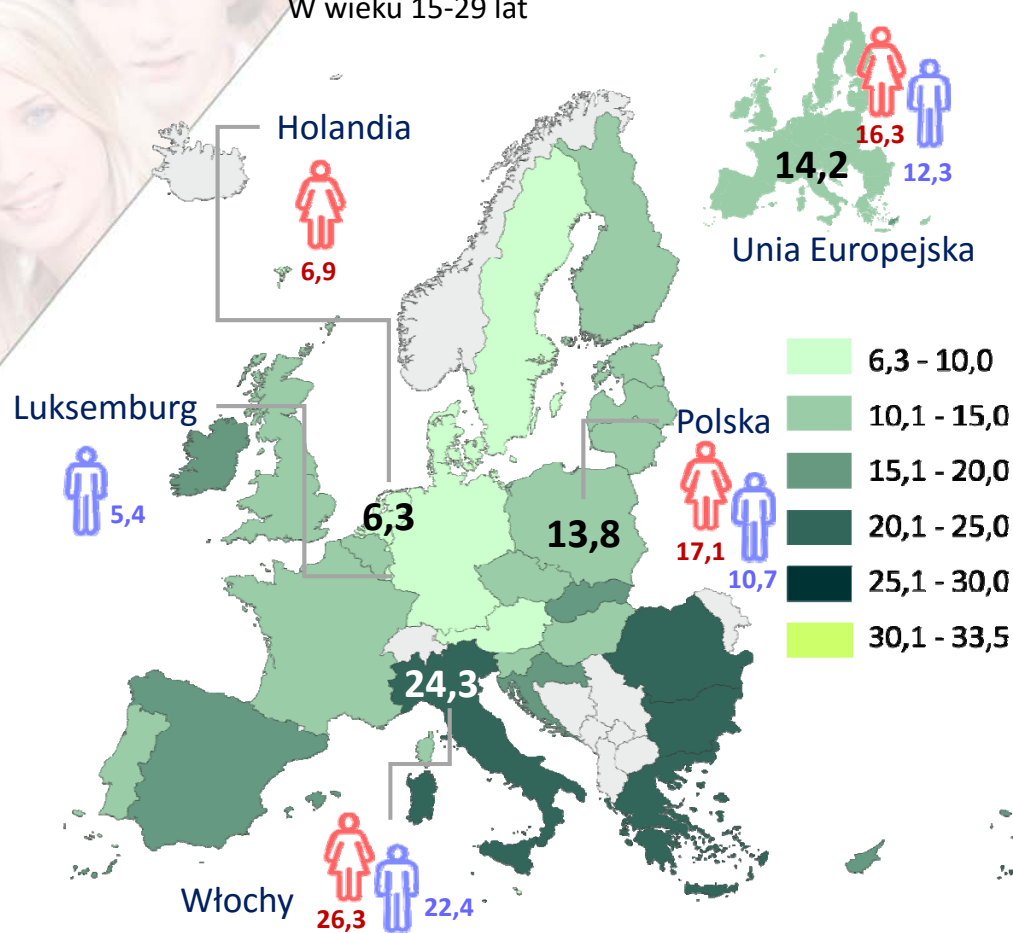 W wieku 15-29 lat
Holandia
6,9
16,3
14,2
12,3
Unia Europejska
6,3 - 10,0
10,1 - 15,0
15,1 - 20,0
20,1 - 25,0
25,1 - 30,0
30,1 - 33,5
Luksemburg
5,4
Polska
17,1
10,7
6,3
13,8
24,3
Włochy
26,3
22,4